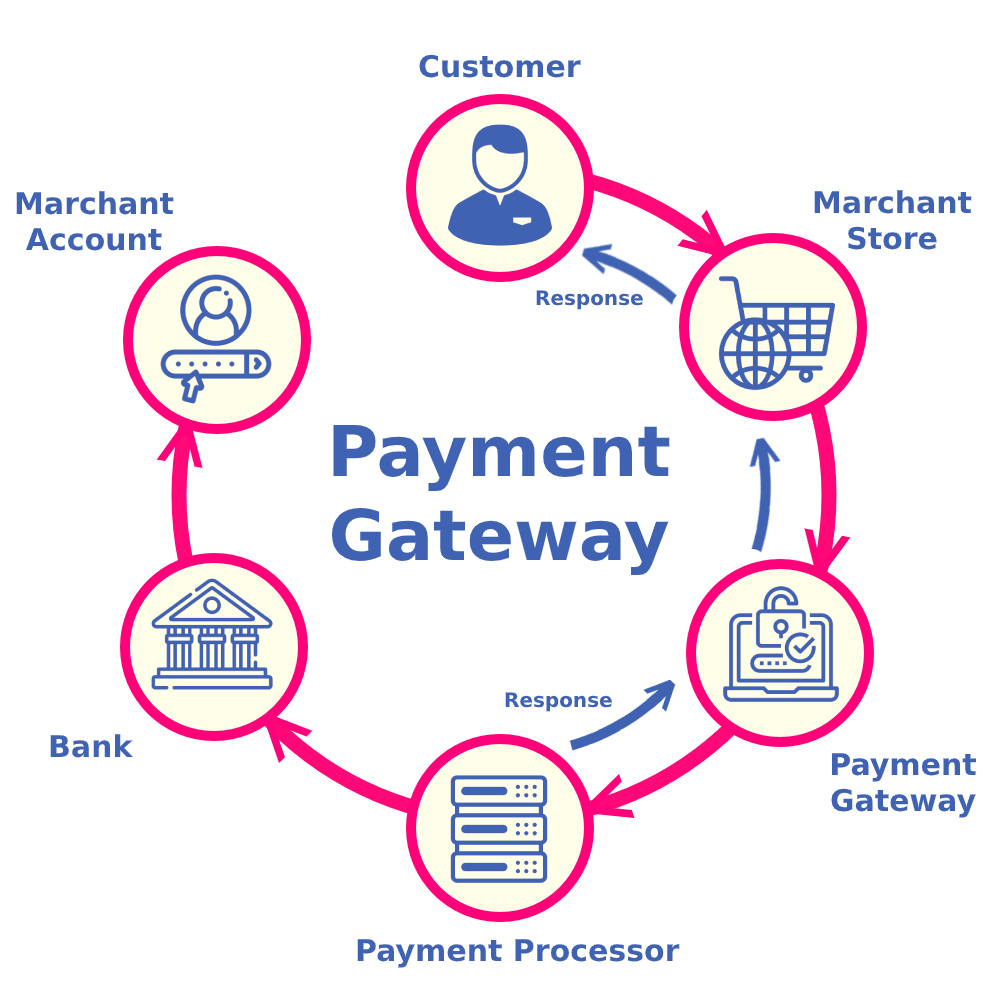 Customer
Marchant
Store
Marchant
Account
Response
Payment
Gateway
Response
Bank
Payment
Gateway
Payment Processor